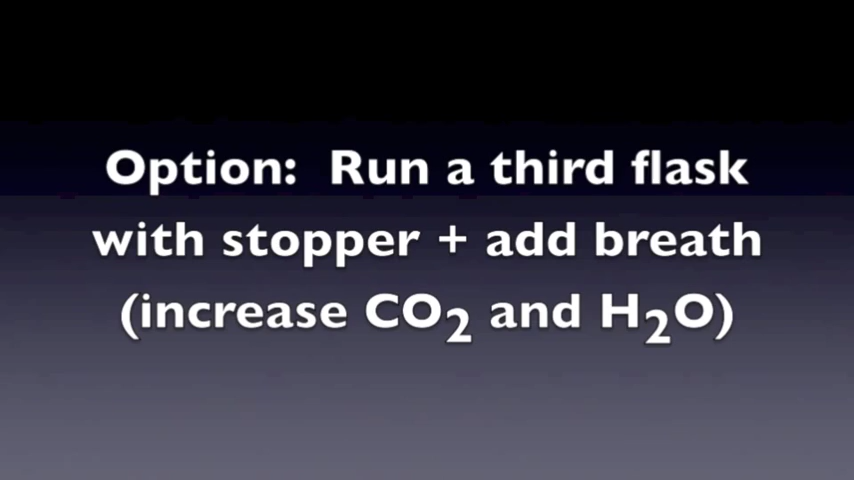 Option: Run a third flask
with stopper + add breath
(increase CO₂ and H₂O)